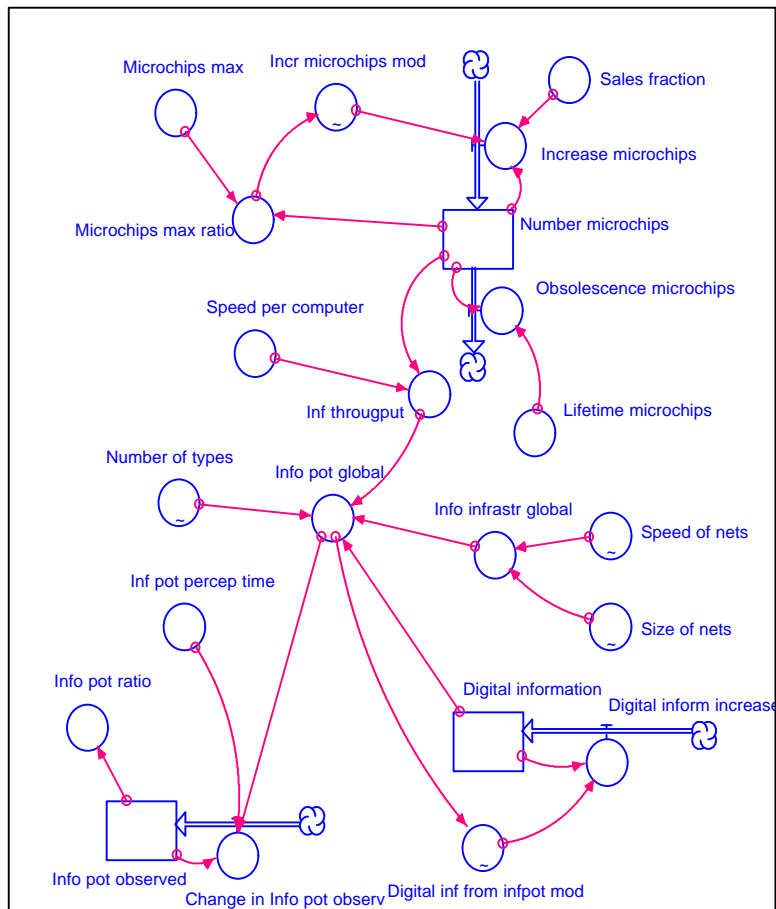 Microchips max
Incr microchips mod
Sales fraction
~
Increase microchips
Microchips max ratio
Number microchips
Obsolescence microchips
Speed per computer
Inf througput
Lifetime microchips
Number of types
Info pot global
Info infrastr global
Speed of nets
~
~
Inf pot percep time
Size of nets
~
Info pot ratio
Digital information
Digital inform increase
Info pot observed
Change in Info pot observ
Digital inf from infpot mod
~